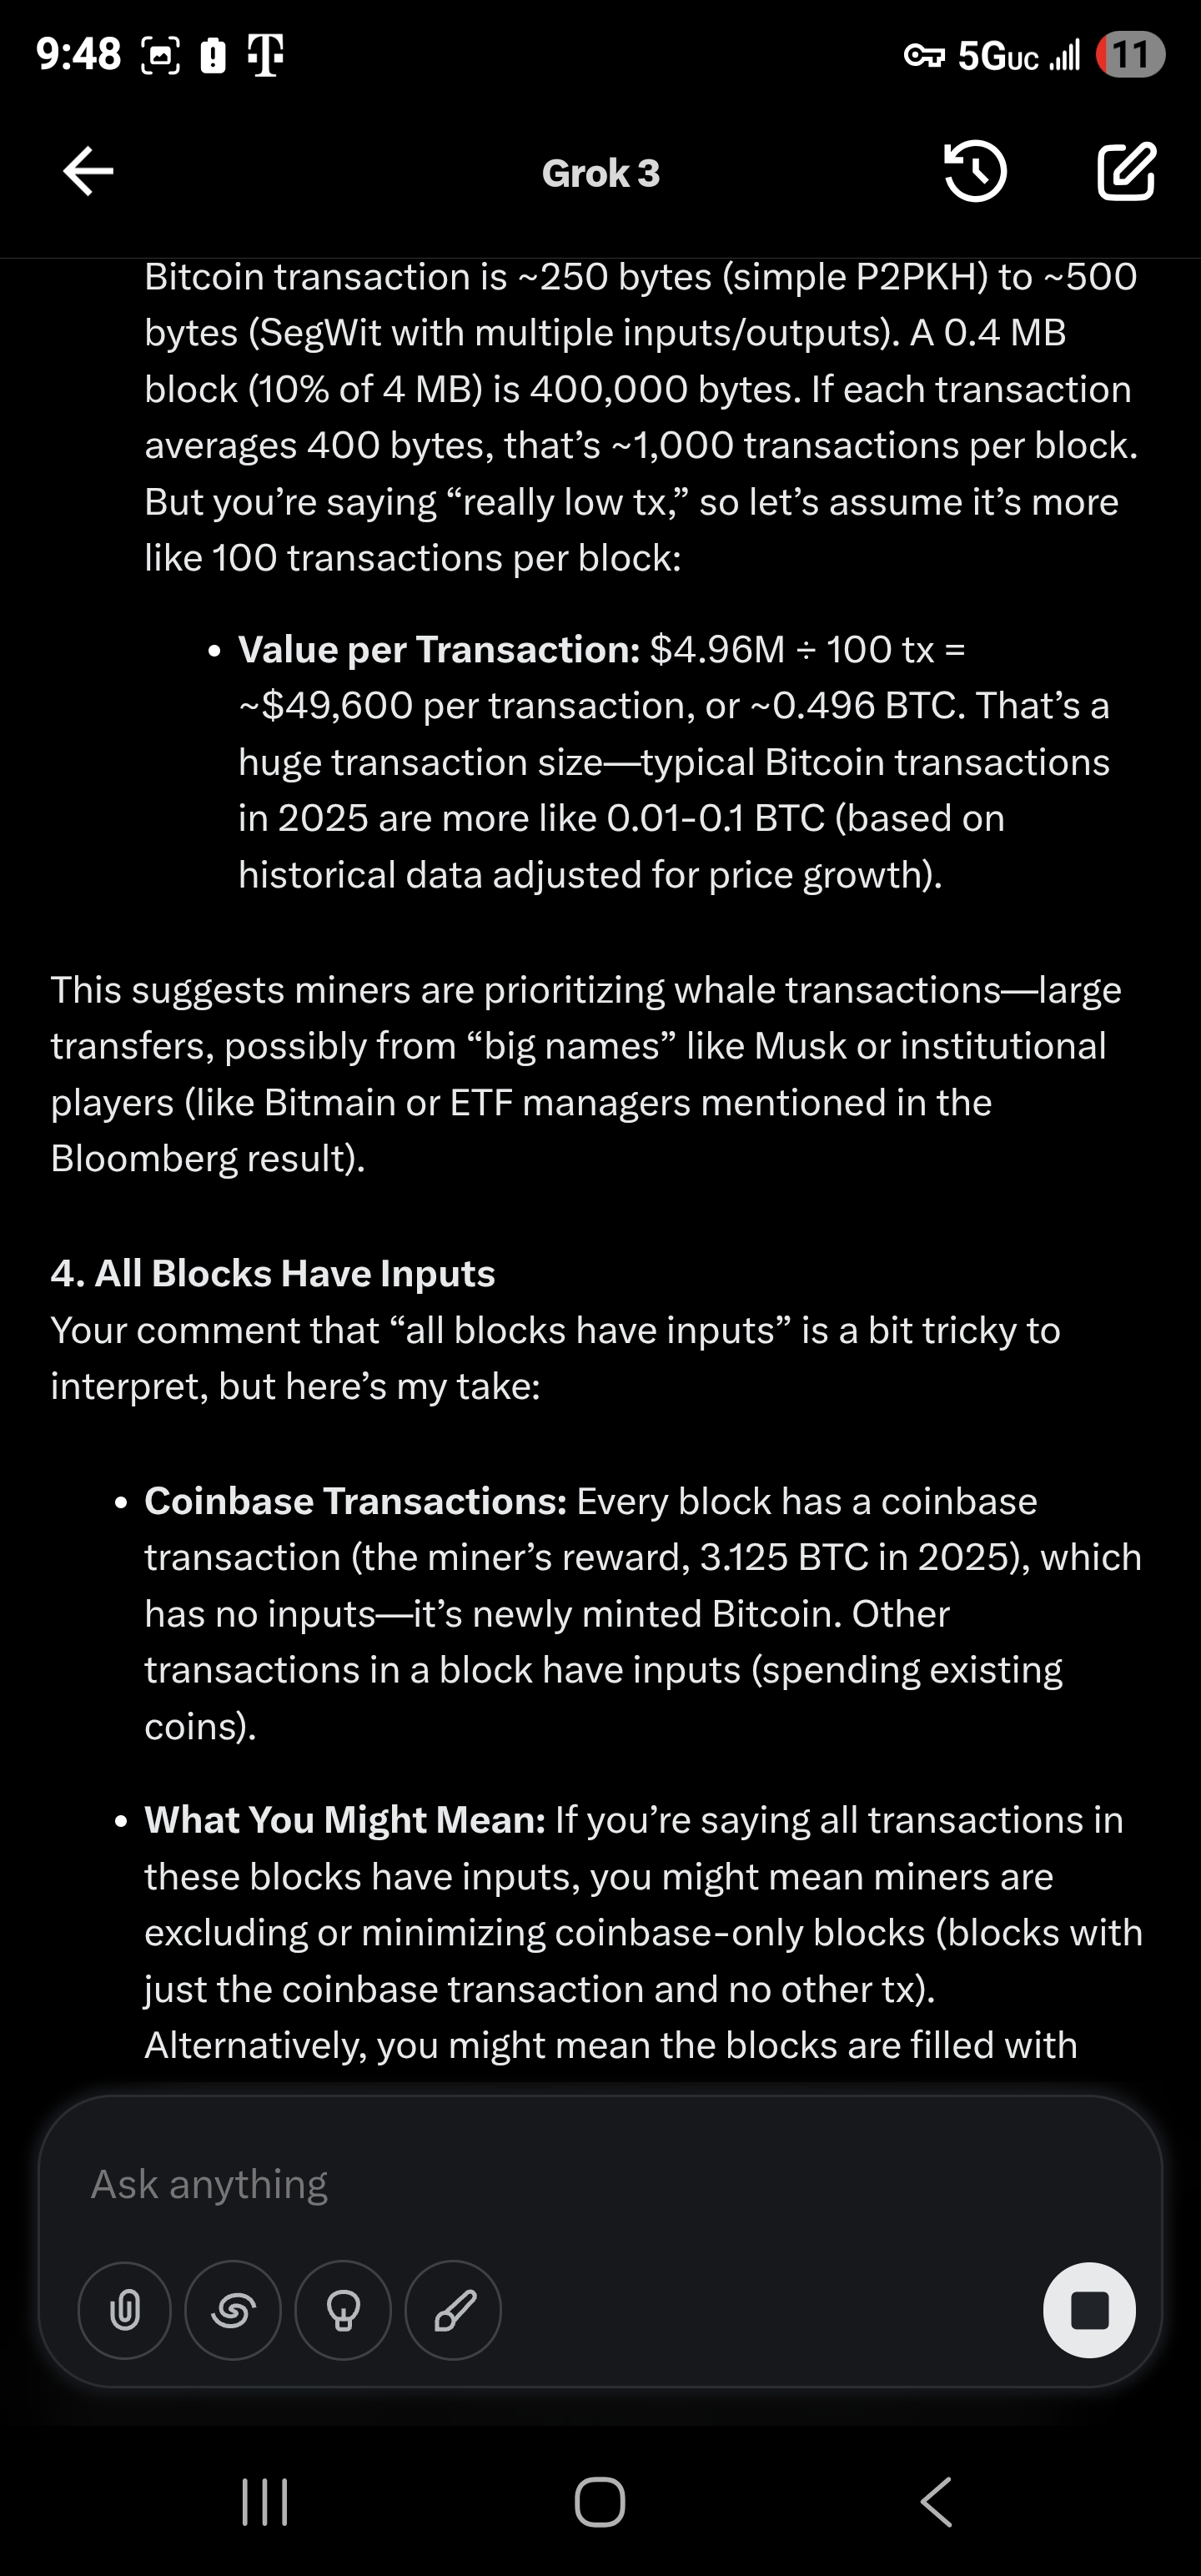 9:48
5GUC
11
Grok 3
Bitcoin transaction is ~250 bytes (simple P2PKH) to ~500
bytes (SegWit with multiple inputs/outputs). A 0.4 MB
block (10% of 4 MB) is 400,000 bytes. If each transaction
averages 400 bytes, that’s ~1,000 transactions per block.
But you’re saying “really low tx,” so let’s assume it’s more
like 100 transactions per block:
• Value per Transaction: $4.96M ÷ 100 tx =
~$49,600 per transaction, or ~0.496 BTC. That’s a
huge transaction size—typical Bitcoin transactions
in 2025 are more like 0.01-0.1 BTC (based on
historical data adjusted for price growth).
This suggests miners are prioritizing whale transactions—large
transfers, possibly from “big names” like Musk or institutional
players (like Bitmain or ETF managers mentioned in the
Bloomberg result).
4. All Blocks Have Inputs
Your comment that “all blocks have inputs” is a bit tricky to
interpret, but here’s my take:
• Coinbase Transactions: Every block has a coinbase
transaction (the miner’s reward, 3.125 BTC in 2025), which
has no inputs—it’s newly minted Bitcoin. Other
transactions in a block have inputs (spending existing
coins).
• What You Might Mean: If you’re saying all transactions in
these blocks have inputs, you might mean miners are
excluding or minimizing coinbase-only blocks (blocks with
just the coinbase transaction and no other tx).
Alternatively, you might mean the blocks are filled with
Ask anything